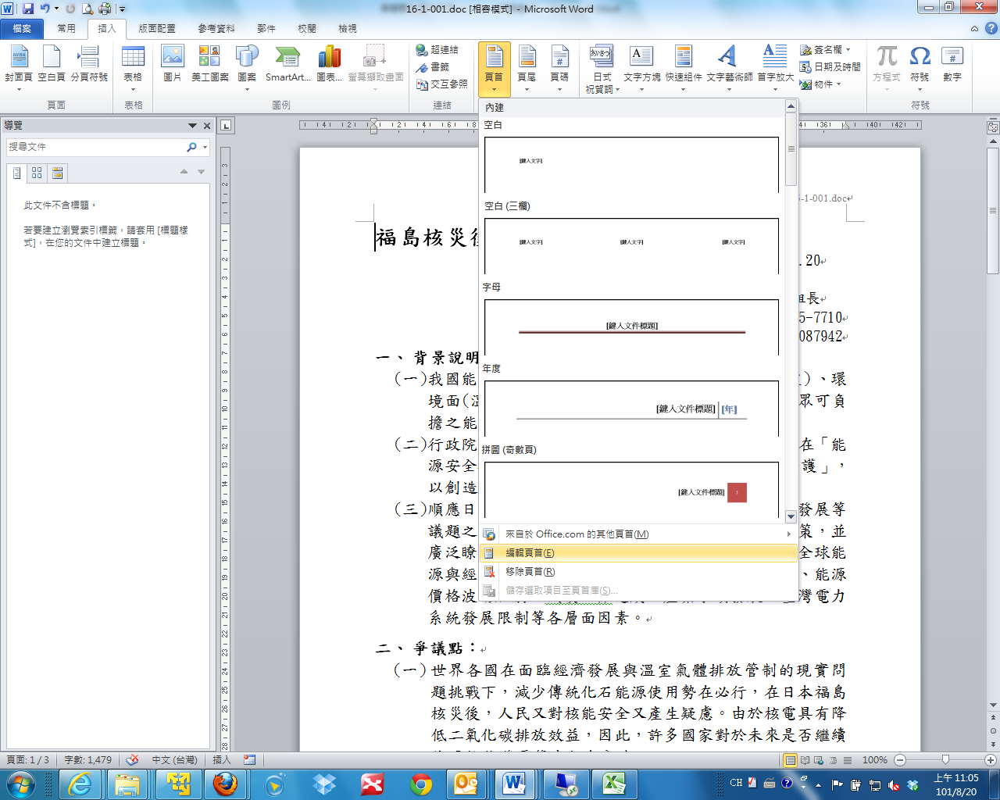 16-1-001.doc [相容模式] - Microsoft Word
檔案 常用 插入 版面配置 參考資料 郵件 校閱 檢視
封面頁 空白頁 分頁符號 表格 圖片 美工圖案 圖案 SmartArt... 圖表... 螢幕擷取畫面 超連結 書籤 交互參照 頁首 頁尾 頁碼 日式祝賀詞 文字方塊 快速組件 文字藝術師 首字放大 簽名欄 日期及時間 物件 方程式 符號 數字
頁面 表格 圖例 連結 符號
導覽
搜尋文件
此文件不含標題。
若要建立瀏覽索引標籤，請套用 [標題樣
式]，在您的文件中建立標題。
內建
空白
[鍵入文字]
空白 (三欄)
[鍵入文字] [鍵入文字] [鍵入文字]
字母
[鍵入文件標題]
年度
[鍵入文件標題] [年]
拼圖 (奇數頁)
[鍵入文件標題] 1
來自於 Office.com 的其他頁首(M)
編輯頁首(E)
移除頁首(R)
儲存選取項目至頁首庫(S)...
-1-001.doc
福島核災後
.20
組長
5-7710
087942
一、背景說明
(一)我國能 )、環
境面(溫 眾可負
擔之能
(二)行政院 在「能
源安全 護」，
以創造
(三)順應日 發展等
議題之 策，並
廣泛瞭 全球能
源與經 、能源
價格波 灣電力
系統發展限制等各層面因素。
二、爭議點：
(一)世界各國在面臨經濟發展與溫室氣體排放管制的現實問
題挑戰下，減少傳統化石能源使用勢在必行，在日本福島
核災後，人民又對核能安全又產生疑慮。由於核電具有降
低二氧化碳排放效益，因此，許多國家對於未來是否繼續
頁面: 1 / 3 字數: 1,479 中文 (台灣) 插入 100%
CH 上午 11:05
101/8/20